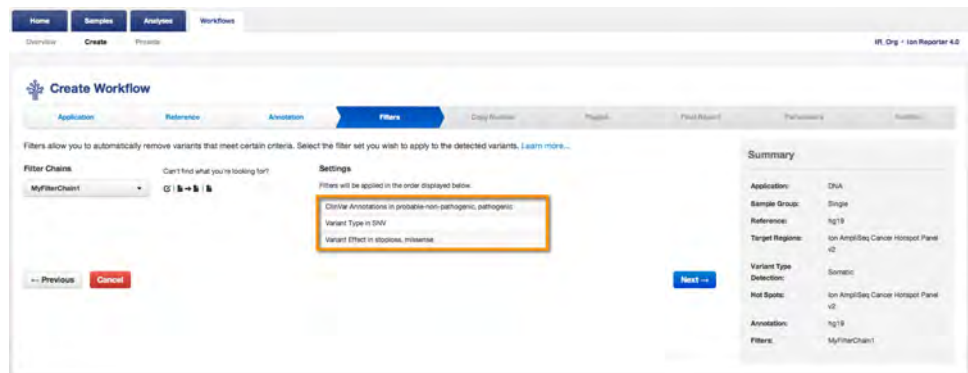 Home Samples Analyses Workflows
Overview Create Presets
IR_Org • Ion Reporter 4.0
Create Workflow
Application Reference Annotation Filters Copy Number Plugins Final Report Parameters
Filters allow you to automatically remove variants that meet certain criteria. Select the filter set you wish to apply to the detected variants. Learn more...
Filter Chains
Can't find what you're looking for?
MyFilterChain1
Settings
Filters will be applied in the order displayed below.
ClinVar Annotations in probable-non-pathogenic, pathogenic
Variant Type in SNV
Variant Effect in stoploss, missense
← Previous Cancel Next →
Summary
Application: DNA
Sample Group: Single
Reference: hg19
Target Regions: Ion AmpliSeq Cancer Hotspot Panel
v2
Variant Type
Detection: Somatic
Hot Spots: Ion AmpliSeq Cancer Hotspot Panel
v2
Annotation: hg19
Filters: MyFilterChain1